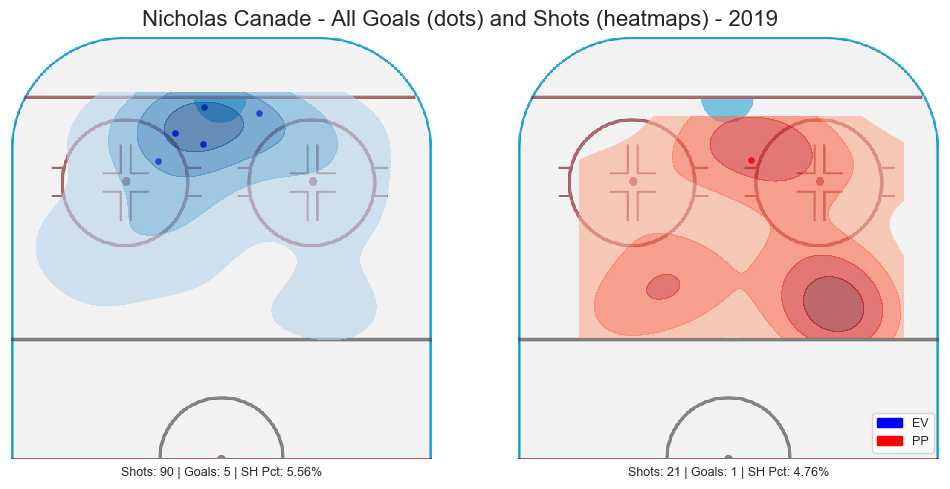 Nicholas Canade - All Goals (dots) and Shots (heatmaps) - 2019
EV
PP
Shots: 90 | Goals: 5 | SH Pct: 5.56%
Shots: 21 | Goals: 1 | SH Pct: 4.76%